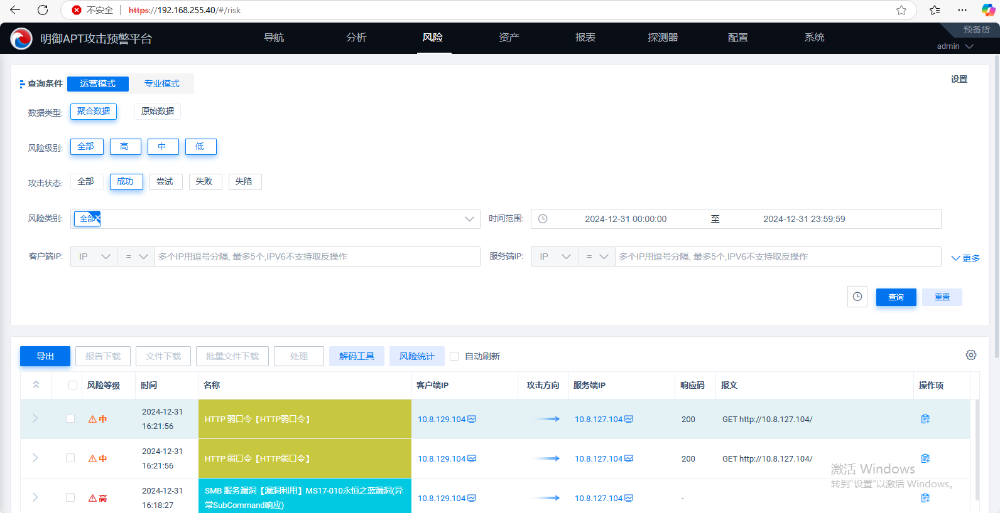 不安全 https://192.168.255.40/#/risk
明御APT攻击预警平台 导航 分析 风险 资产 报表 探测器 配置 系统 预备货
admin
查询条件 运营模式 专业模式 设置
数据类型: 聚合数据 原始数据
风险级别: 全部 高 中 低
攻击状态: 全部 成功 尝试 失败 失陷
风险类别: 全部 时间范围: 2024-12-31 00:00:00 至 2024-12-31 23:59:59
客户端IP: IP = 多个IP用逗号分隔, 最多5个,IPV6不支持取反操作 服务端IP: IP = 多个IP用逗号分隔, 最多5个,IPV6不支持取反操作 更多
查询 重置
导出 报告下载 文件下载 批量文件下载 处理 解码工具 风险统计 自动刷新
风险等级 时间 名称 客户端IP 攻击方向 服务端IP 响应码 报文 操作项
中 2024-12-31 16:21:56 HTTP 弱口令【HTTP弱口令】 10.8.129.104 10.8.127.104 200 GET http://10.8.127.104/
中 2024-12-31 16:21:56 HTTP 弱口令【HTTP弱口令】 10.8.129.104 10.8.127.104 200 GET http://10.8.127.104/
高 2024-12-31 16:18:27 SMB 服务漏洞【漏洞利用】MS17-010永恒之蓝漏洞(异常SubCommand响应) 10.8.129.104 10.8.127.104 -
激活 Windows
转到"设置"以激活 Windows。